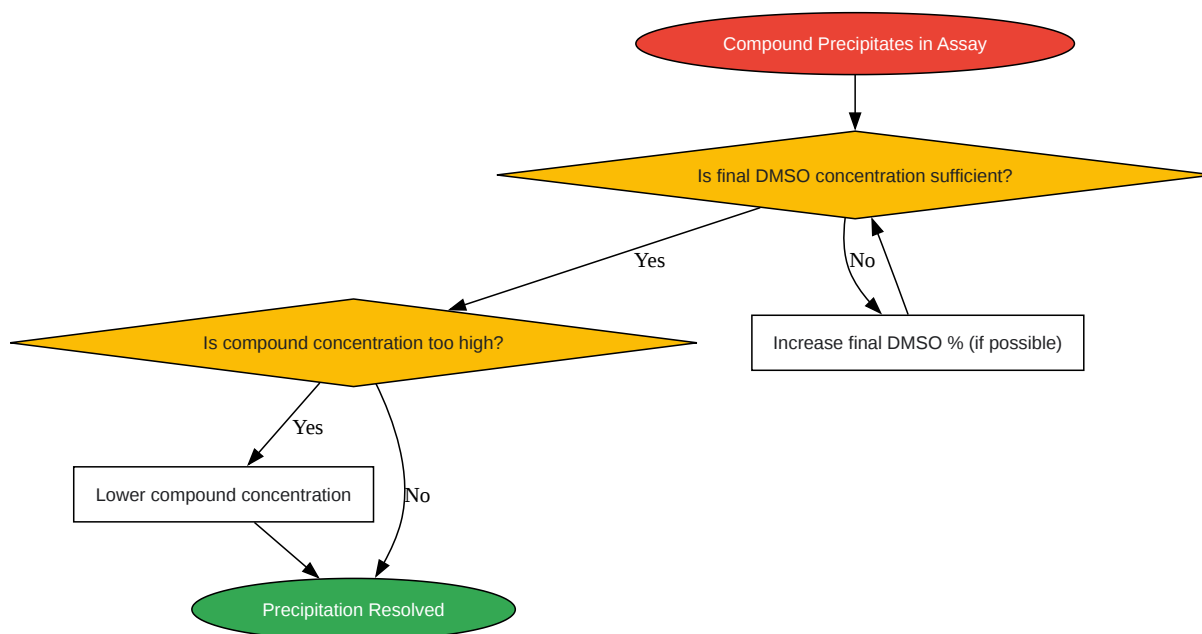 Compound Precipitates in Assay
Is final DMSO concentration sufficient?
Yes
No
Is compound concentration too high?
Increase final DMSO % (if possible)
Yes
Lower compound concentration
No
Precipitation Resolved